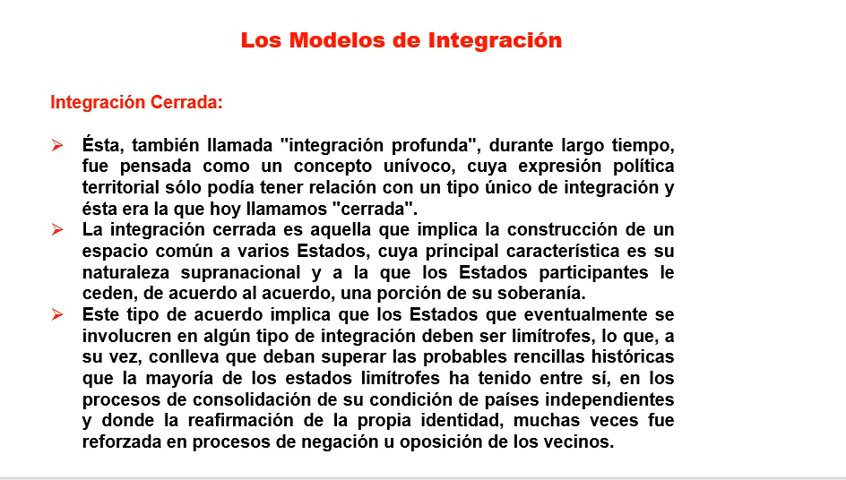 Los Modelos de Integración
Integración Cerrada:
Ésta, también llamada "integración profunda", durante largo tiempo,
fue pensada como un concepto unívoco, cuya expresión política
territorial sólo podía tener relación con un tipo único de integración y
ésta era la que hoy llamamos "cerrada".
La integración cerrada es aquella que implica la construcción de un
espacio común a varios Estados, cuya principal característica es su
naturaleza supranacional y a la que los Estados participantes le
ceden, de acuerdo al acuerdo, una porción de su soberanía.
Este tipo de acuerdo implica que los Estados que eventualmente se
involucren en algún tipo de integración deben ser limítrofes, lo que, a
su vez, conlleva que deban superar las probables rencillas históricas
que la mayoría de los estados limítrofes ha tenido entre sí, en los
procesos de consolidación de su condición de países independientes
y donde la reafirmación de la propia identidad, muchas veces fue
reforzada en procesos de negación u oposición de los vecinos.